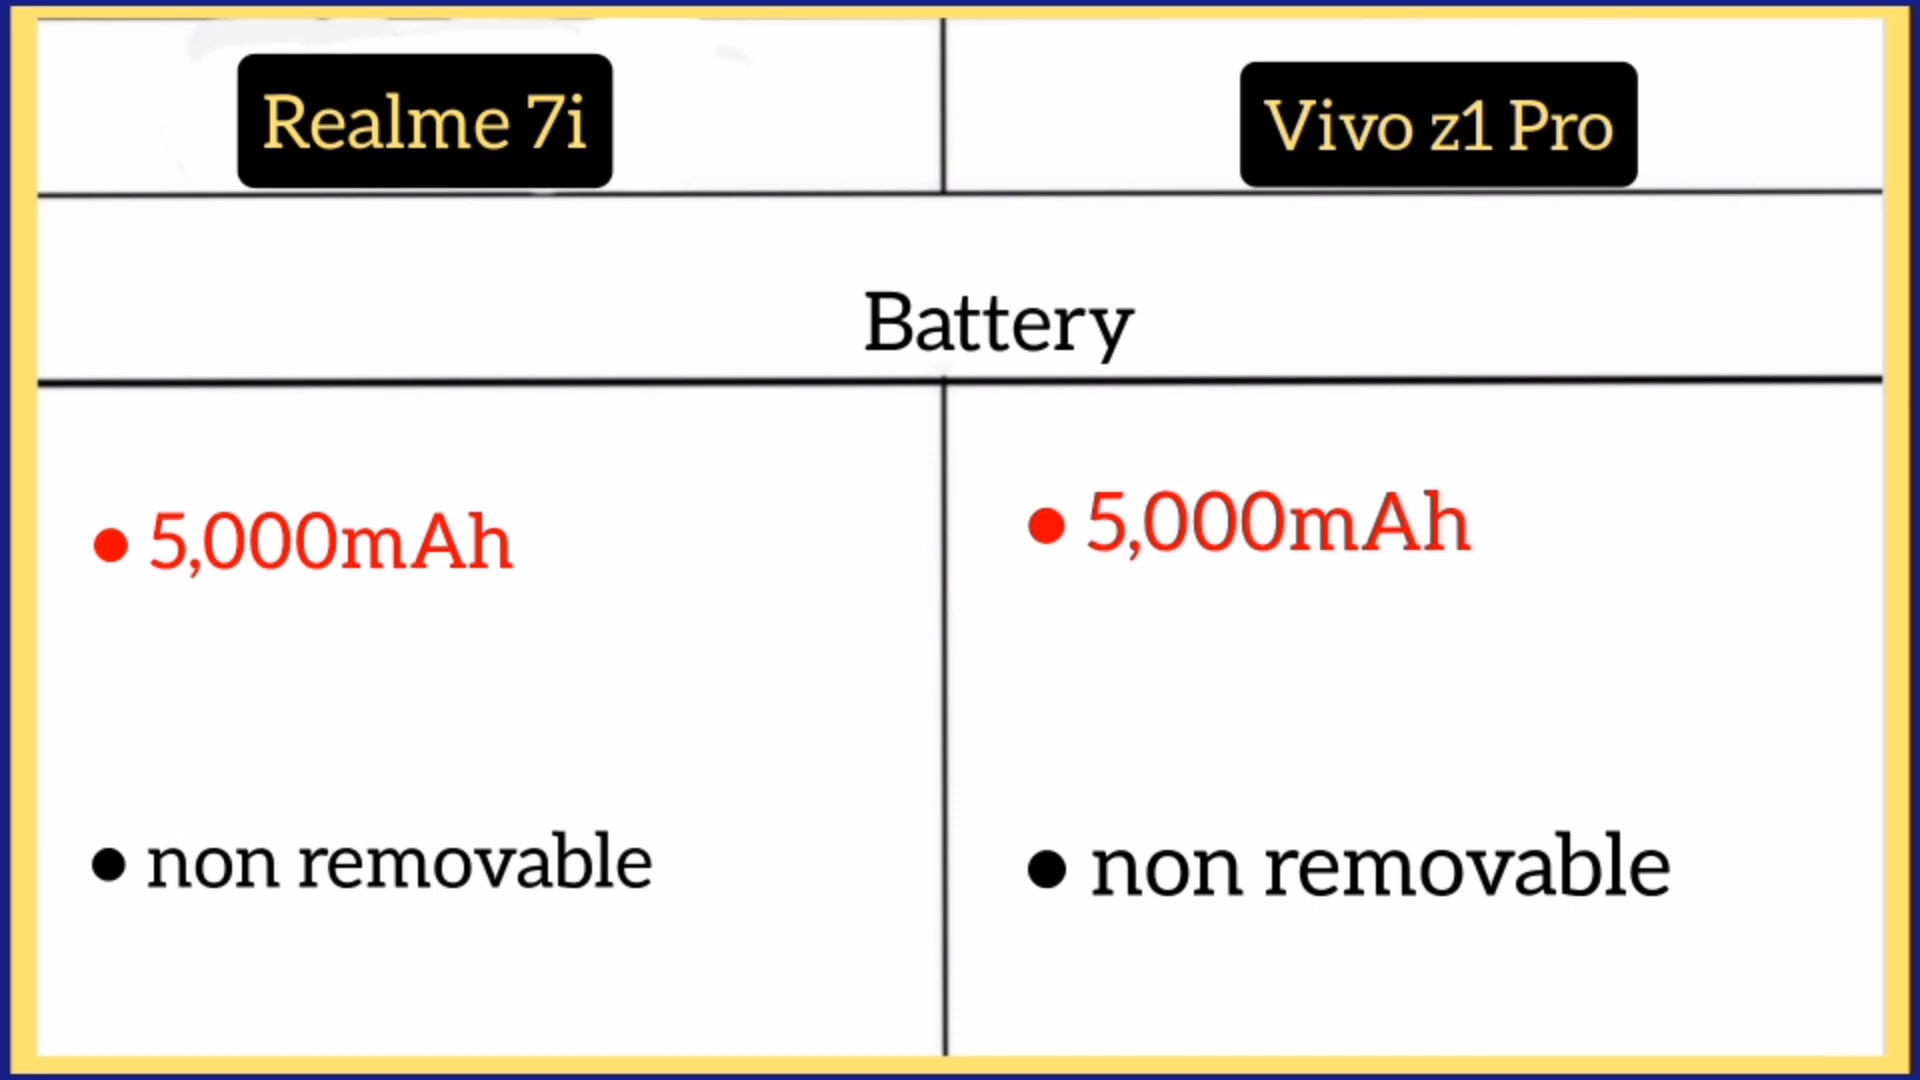 Realme 7i
Vivo z1 Pro
Battery
● 5,000mAh
● 5,000mAh
● non removable
● non removable